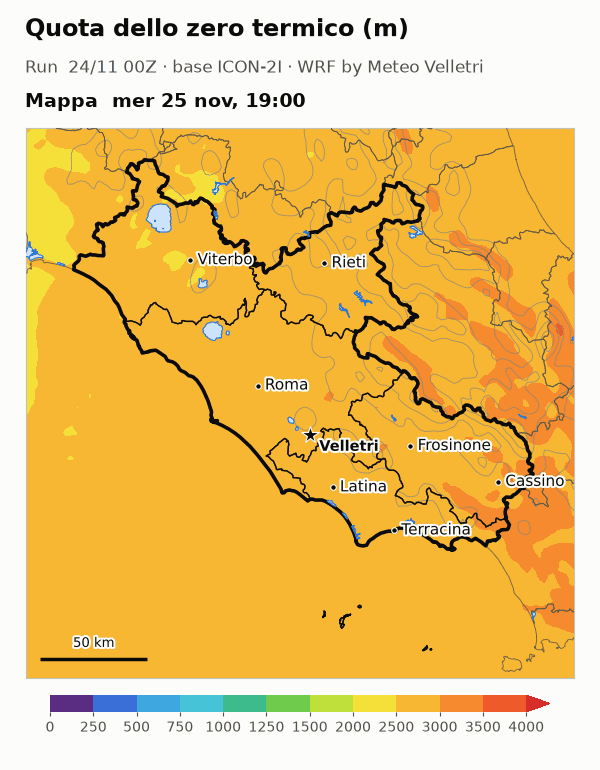 Quota dello zero termico (m)
Run  24/11 00Z · base ICON-2I · WRF by Meteo Velletri
Mappa  mer 25 nov, 19:00
Viterbo
Rieti
Roma
Velletri
Frosinone
Cassino
Latina
Terracina
50 km
0 250 500 750 1000 1250 1500 2000 2500 3000 3500 4000